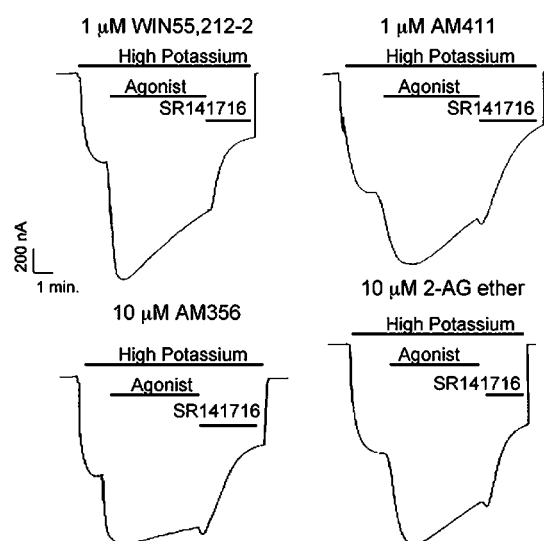 1 μM WIN55,212-2
High Potassium
Agonist
SR141716
1 μM AM411
High Potassium
Agonist
SR141716
200 nA
1 min.
10 μM AM356
High Potassium
Agonist
SR141716
10 μM 2-AG ether
High Potassium
Agonist
SR141716